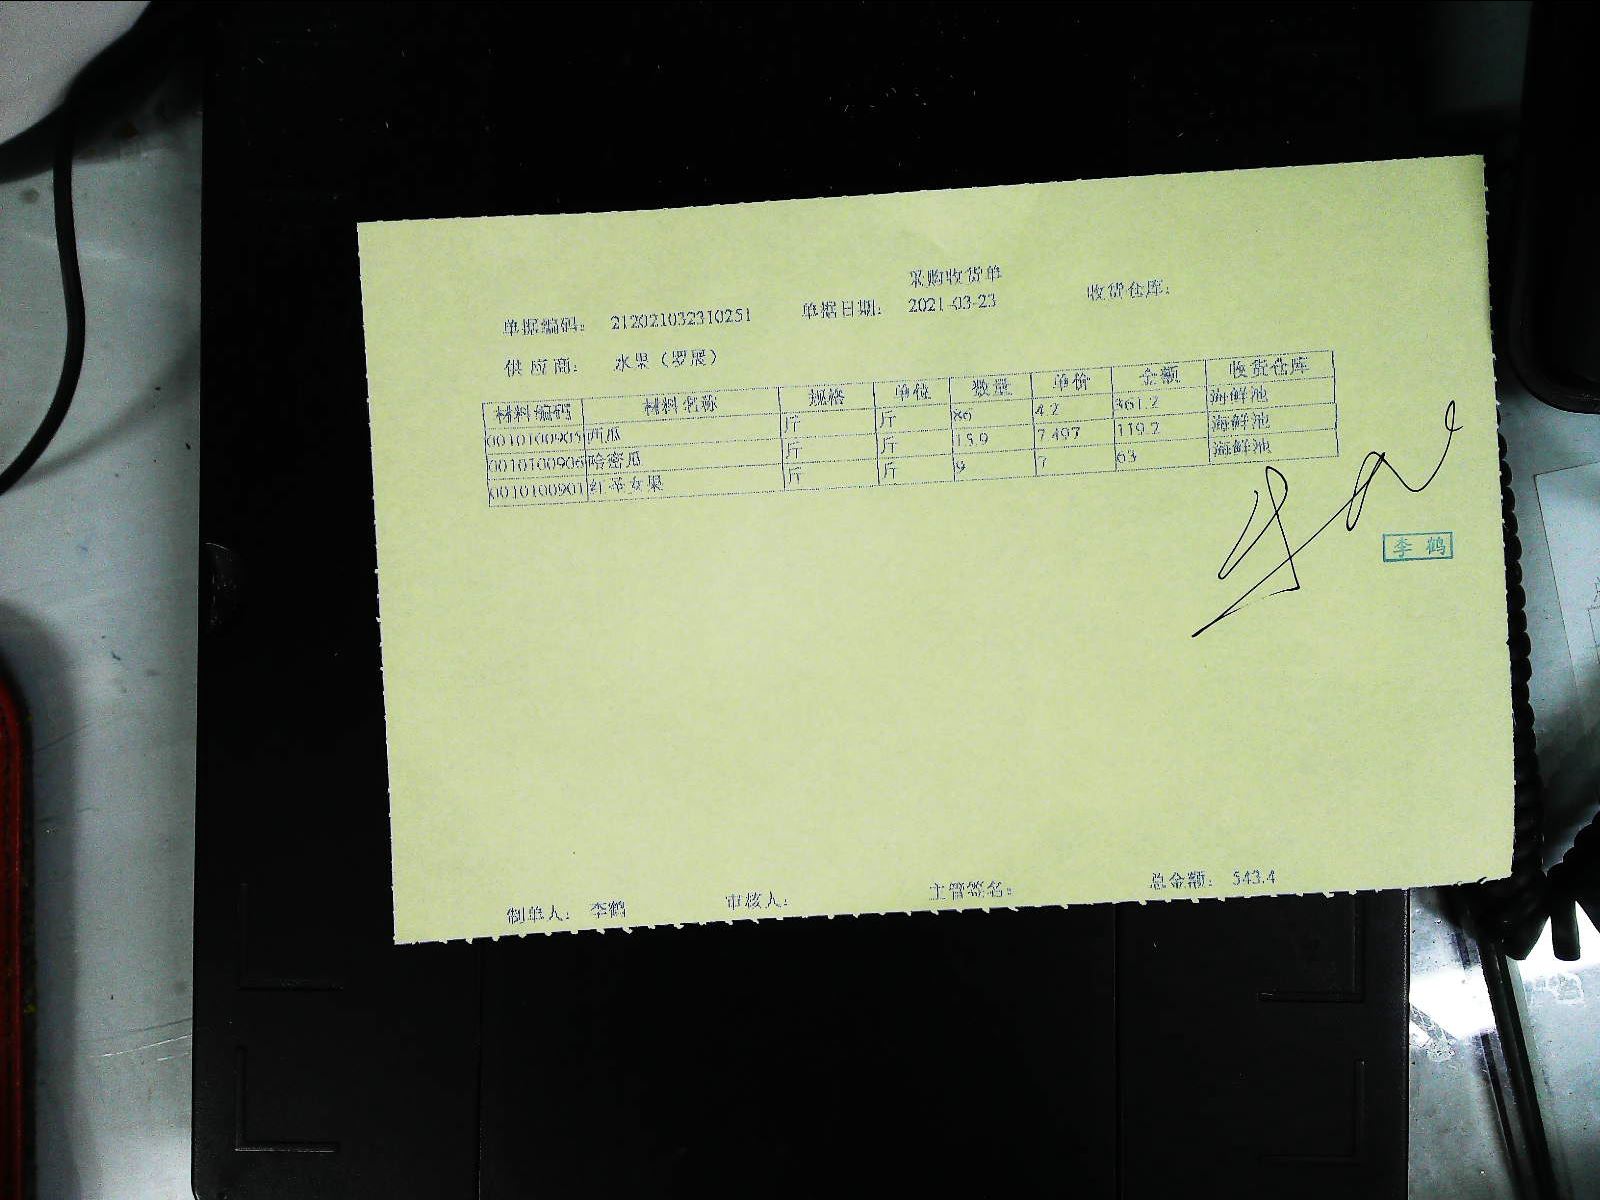 采购收货单
单据编码： 212021032310251 单据日期： 2021-03-23 收货仓库：
供应商： 水果（罗展）
材料编码 材料名称 规格 单位 数量 单价 金额 收货仓库
0010100905 西瓜 斤 斤 86 4.2 361.2 海鲜池
0010100906 哈密瓜 斤 斤 15.9 7.497 119.2 海鲜池
0010100901 红圣女果 斤 斤 9 7 63 海鲜池
李鹤
制单人： 李鹤 审核人： 主管签名： 总金额： 543.4